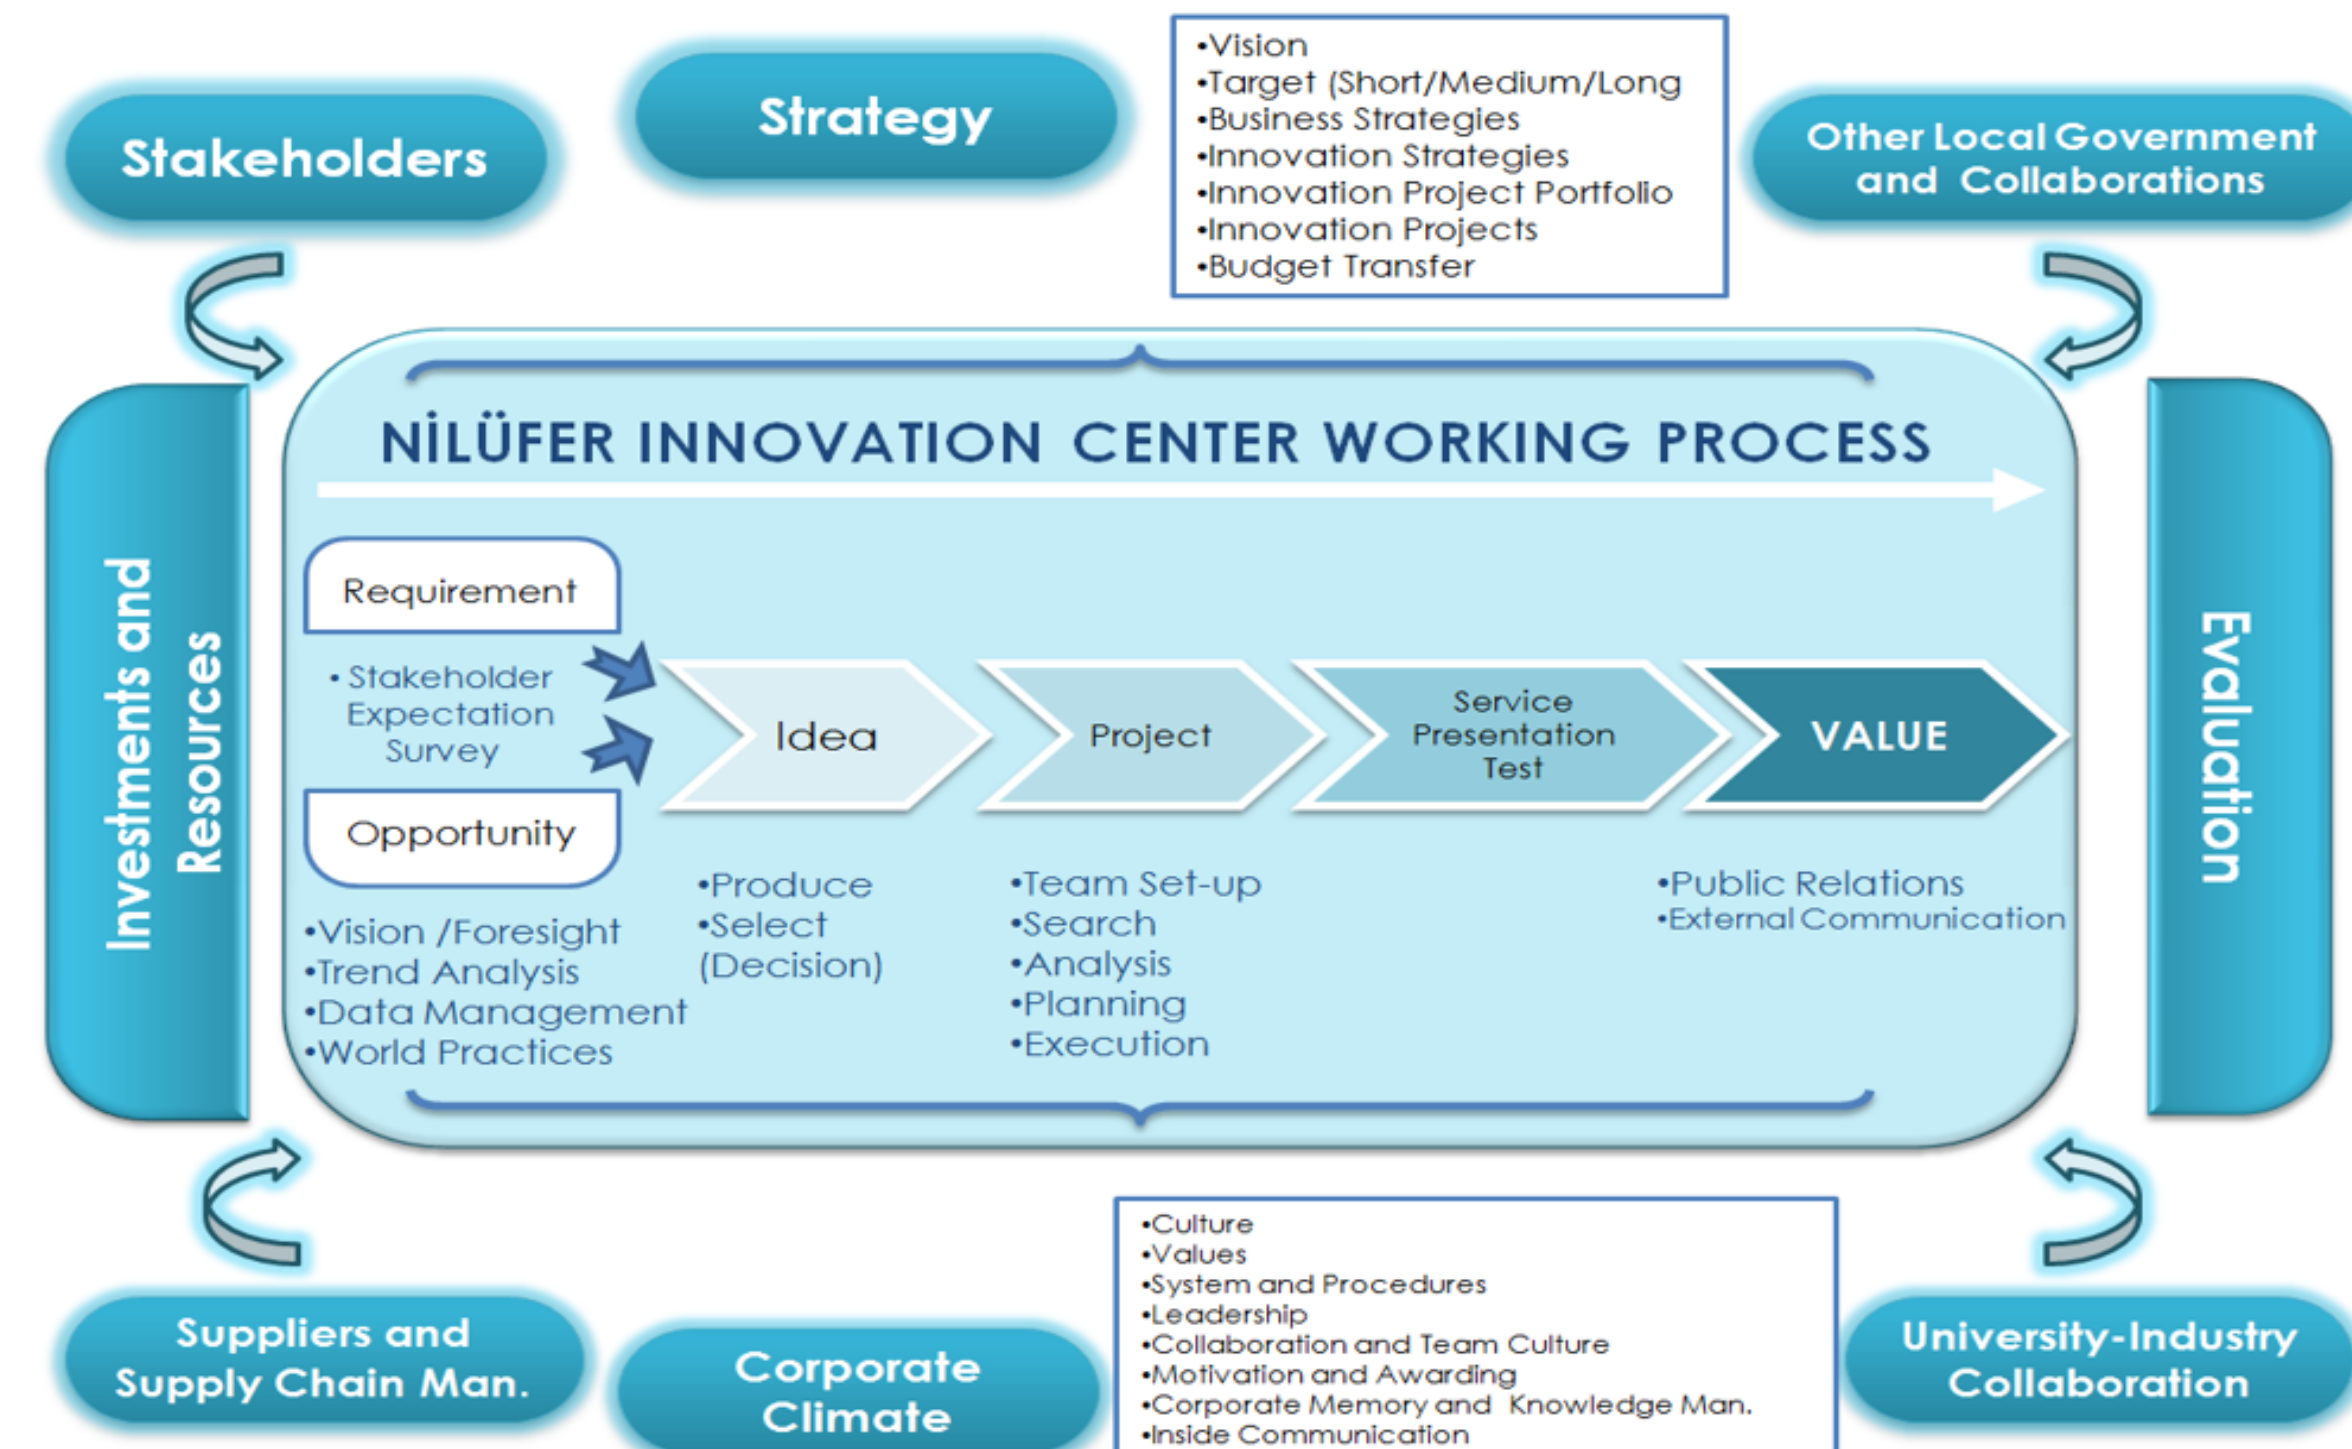 Stakeholders
Strategy
•Vision
•Target (Short/Medium/Long
•Business Strategies
•Innovation Strategies
•Innovation Project Portfolio
•Innovation Projects
•Budget Transfer
Other Local Government
and Collaborations
NİLÜFER INNOVATION CENTER WORKING PROCESS
Investments and
Resources
Requirement
• Stakeholder
Expectation
Survey
Opportunity
•Vision /Foresight
•Trend Analysis
•Data Management
•World Practices
Idea
•Produce
•Select
(Decision)
Project
•Team Set-up
•Search
•Analysis
•Planning
•Execution
Service
Presentation
Test
VALUE
•Public Relations
•External Communication
Evaluation
Suppliers and
Supply Chain Man.
Corporate
Climate
•Culture
•Values
•System and Procedures
•Leadership
•Collaboration and Team Culture
•Motivation and Awarding
•Corporate Memory and Knowledge Man.
•Inside Communication
University-Industry
Collaboration